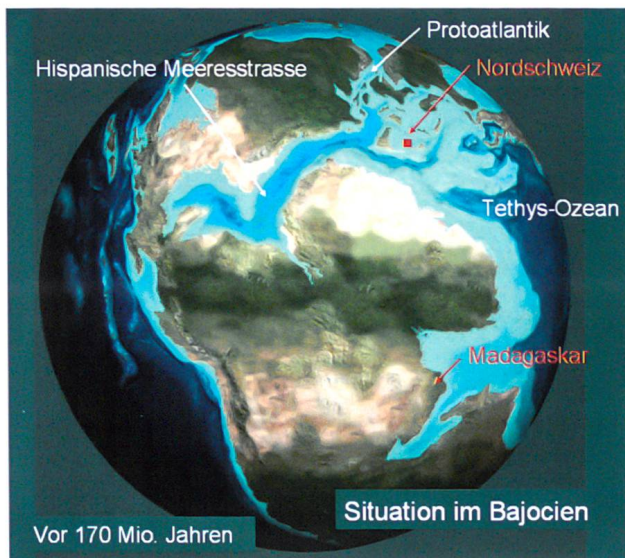 Protoatlantik
Hispanische Meeresstrasse
Nordschweiz
Tethys-Ozean
Madagaskar
Situation im Bajocien
Vor 170 Mio. Jahren